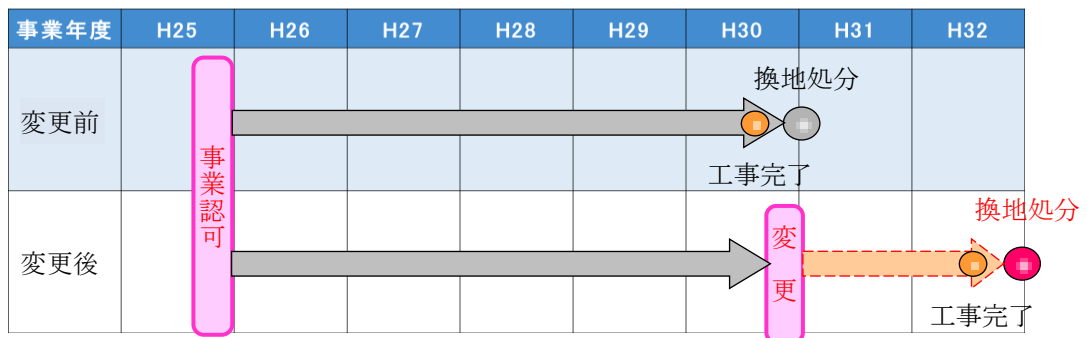 事業年度 H25 H26 H27 H28 H29 H30 H31 H32
換地処分
変更前
工事完了
事業認可
換地処分
変更
変更後
工事完了